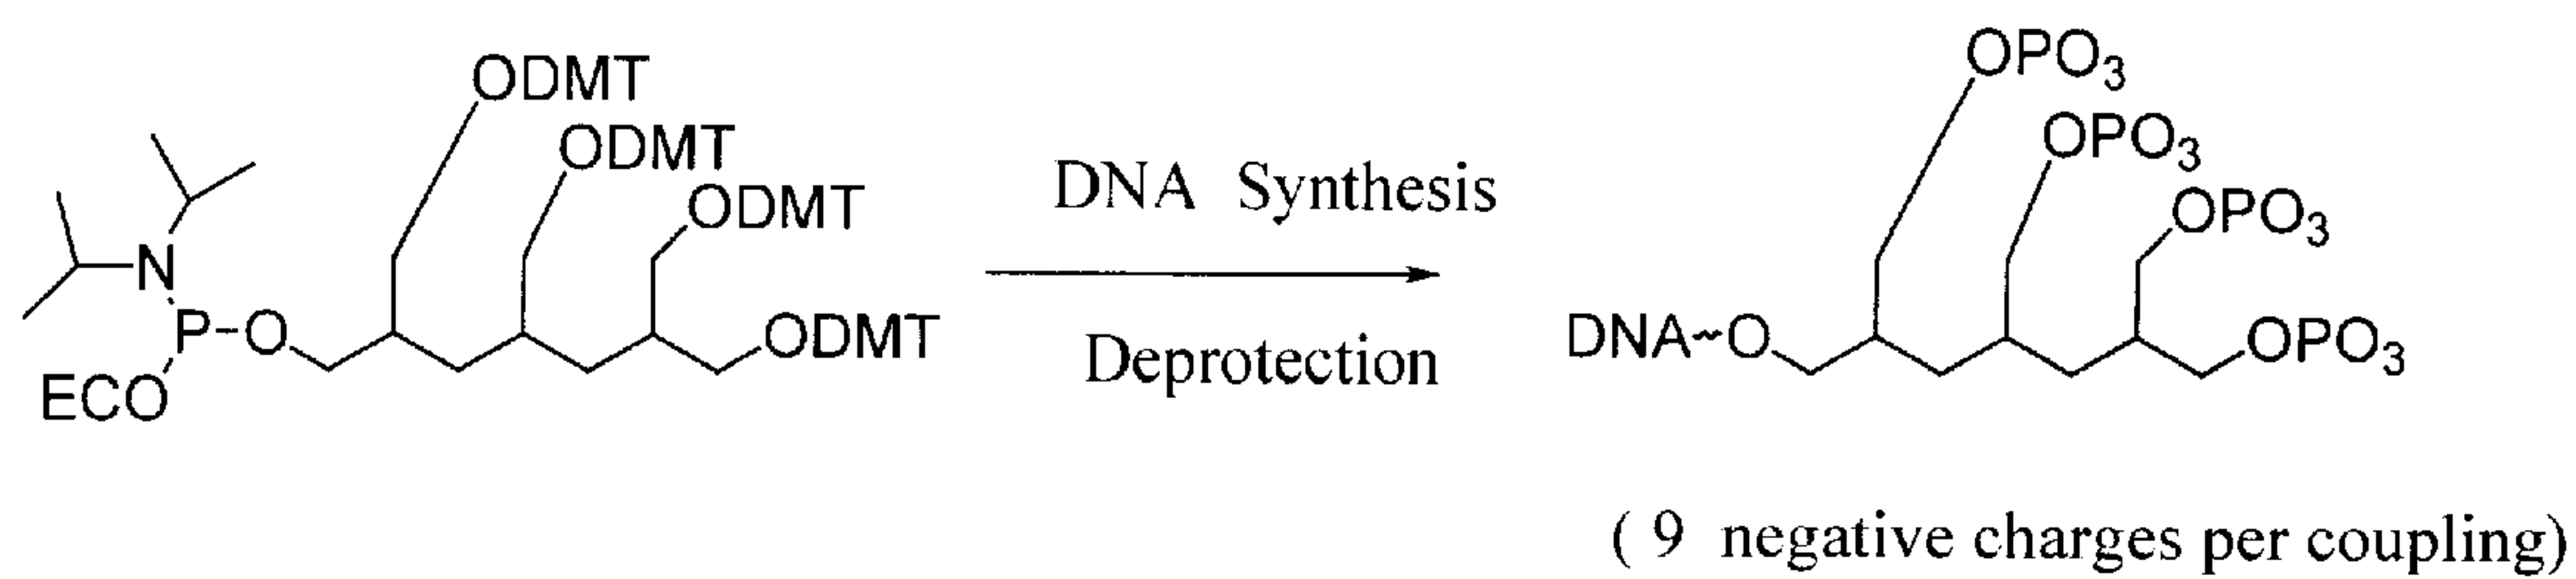 ODMT
ODMT
ODMT
N
P-O
ODMT
ECO
DNA Synthesis
Deprotection
OPO3
OPO3
OPO3
DNA~O
OPO3
( 9 negative charges per coupling)